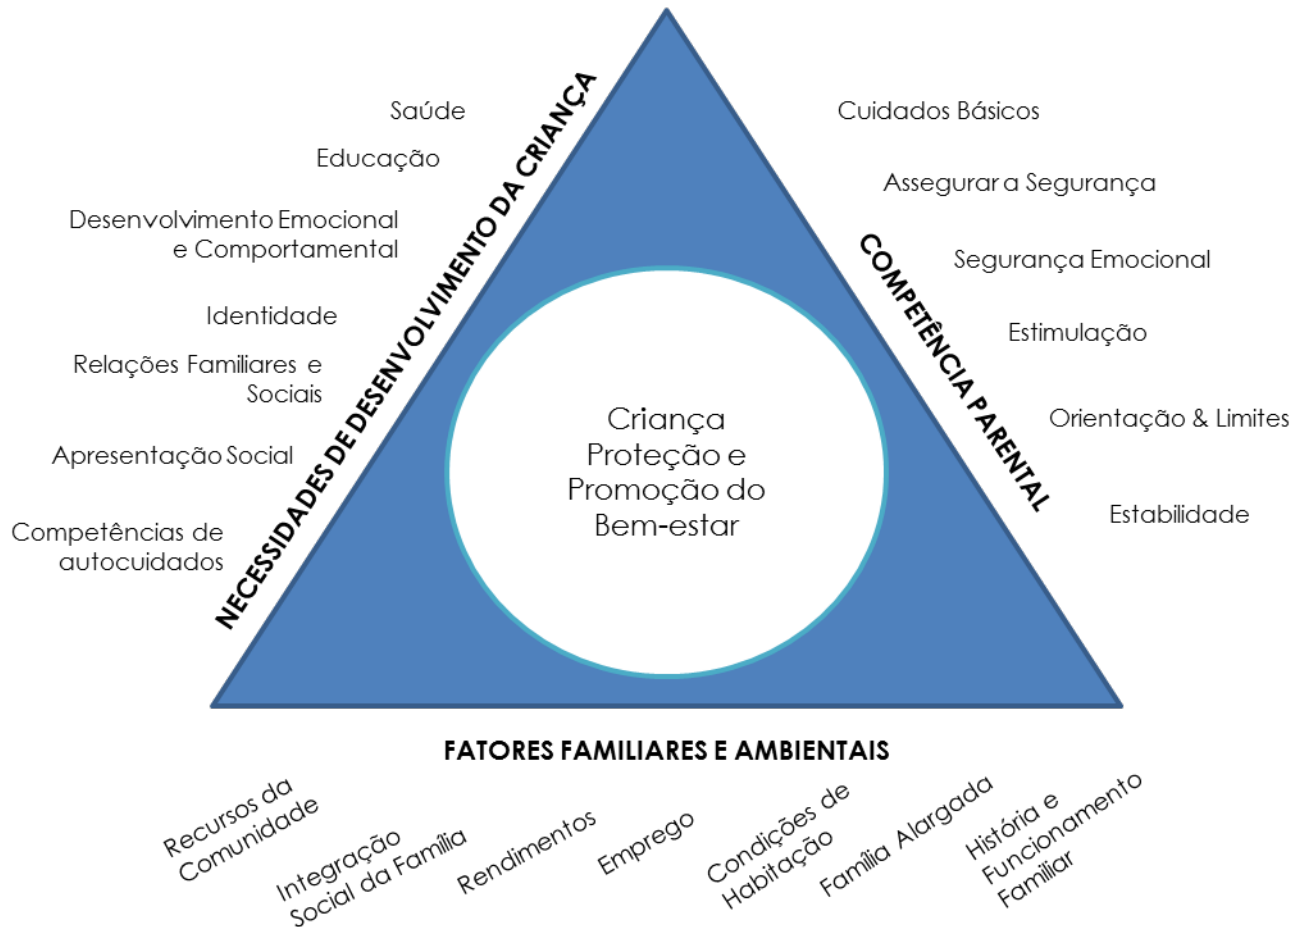 Saúde
Educação
Desenvolvimento Emocional
e Comportamental
Identidade
Relações Familiares e
Sociais
Apresentação Social
Competências de
autocuidados
NECESSIDADES DE DESENVOLVIMENTO DA CRIANÇA
Criança
Proteção e
Promoção do
Bem-estar
COMPETÊNCIA PARENTAL
Cuidados Básicos
Assegurar a Segurança
Segurança Emocional
Estimulação
Orientação & Limites
Estabilidade
FATORES FAMILIARES E AMBIENTAIS
Recursos da
Comunidade
Integração
Social da Família
Rendimentos
Emprego
Condições de
Habitação
Família Alargada
História e
Funcionamento
Familiar